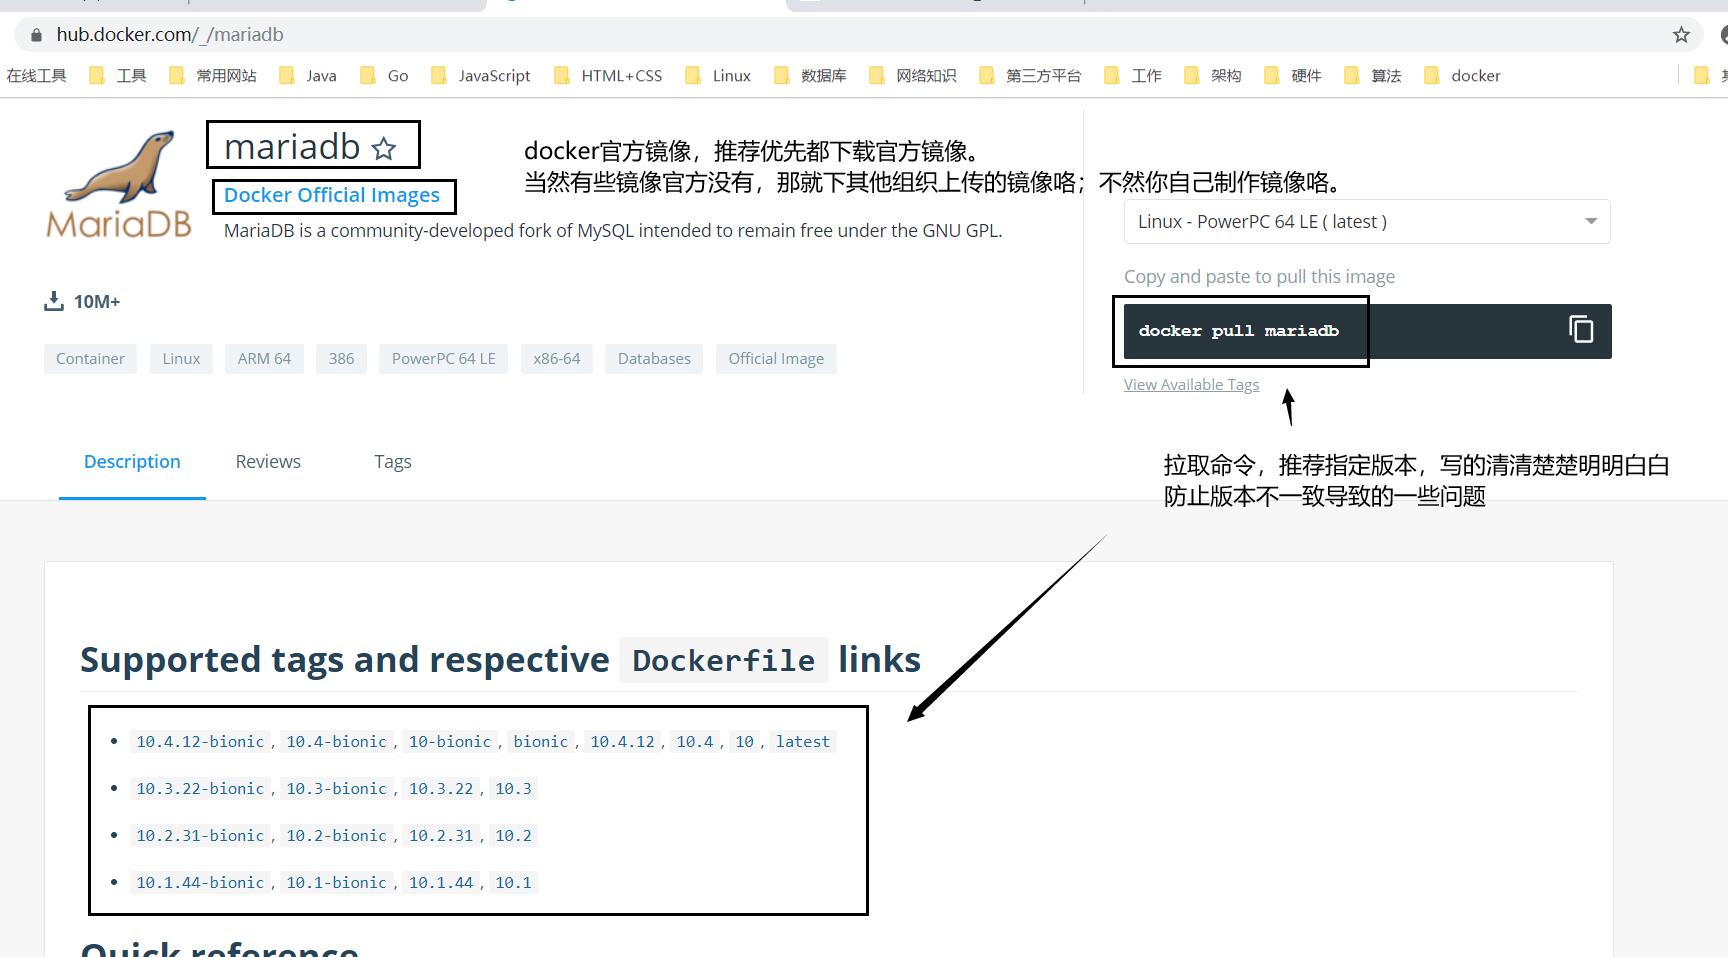 hub.docker.com/_/mariadb
在线工具 工具 常用网站 Java Go JavaScript HTML+CSS Linux 数据库 网络知识 第三方平台 工作 架构 硬件 算法 docker
MariaDB
mariadb
Docker Official Images
MariaDB is a community-developed fork of MySQL intended to remain free under the GNU GPL.
docker官方镜像，推荐优先都下载官方镜像。
当然有些镜像官方没有，那就下其他组织上传的镜像咯；不然你自己制作镜像咯。
10M+
Container Linux ARM 64 386 PowerPC 64 LE x86-64 Databases Official Image
Linux - PowerPC 64 LE ( latest )
Copy and paste to pull this image
docker pull mariadb
View Available Tags
拉取命令，推荐指定版本，写的清清楚楚明明白白
防止版本不一致导致的一些问题
Description Reviews Tags
Supported tags and respective Dockerfile links
10.4.12-bionic, 10.4-bionic, 10-bionic, bionic, 10.4.12, 10.4, 10, latest
10.3.22-bionic, 10.3-bionic, 10.3.22, 10.3
10.2.31-bionic, 10.2-bionic, 10.2.31, 10.2
10.1.44-bionic, 10.1-bionic, 10.1.44, 10.1
Quick reference